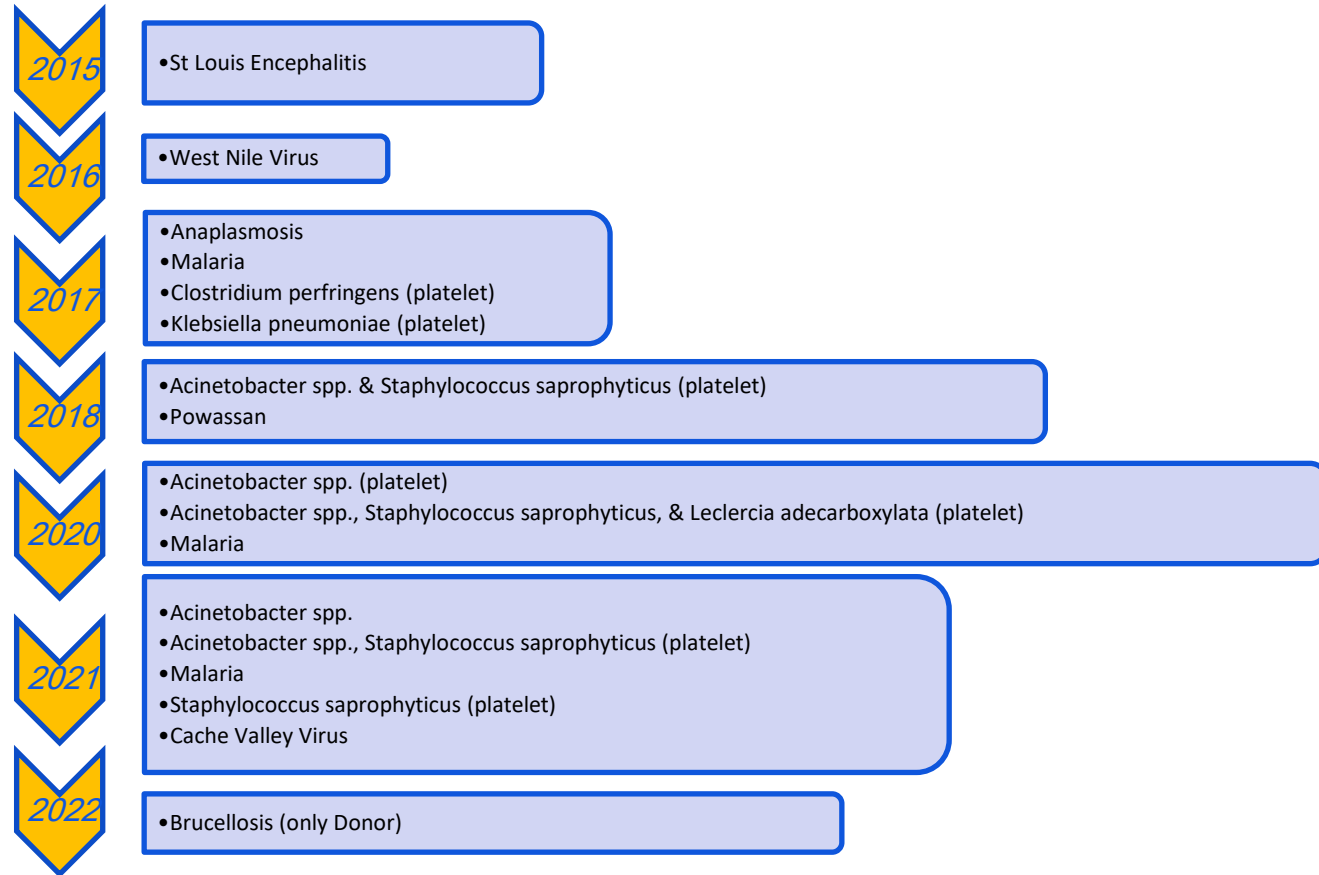 2015
•St Louis Encephalitis
2016
•West Nile Virus
2017
•Anaplasmosis
•Malaria
•Clostridium perfringens (platelet)
•Klebsiella pneumoniae (platelet)
2018
•Acinetobacter spp. & Staphylococcus saprophyticus (platelet)
•Powassan
2020
•Acinetobacter spp. (platelet)
•Acinetobacter spp., Staphylococcus saprophyticus, & Leclercia adecarboxylata (platelet)
•Malaria
2021
•Acinetobacter spp.
•Acinetobacter spp., Staphylococcus saprophyticus (platelet)
•Malaria
•Staphylococcus saprophyticus (platelet)
•Cache Valley Virus
2022
•Brucellosis (only Donor)